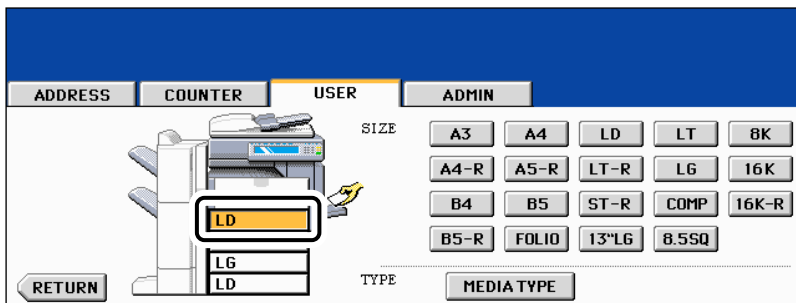 ADDRESS COUNTER USER ADMIN
SIZE A3 A4 LD LT 8K
A4-R A5-R LT-R LG 16K
LD B4 B5 ST-R COMP 16K-R
B5-R FOLIO 13"LG 8.5SQ
LG
RETURN LD TYPE MEDIA TYPE